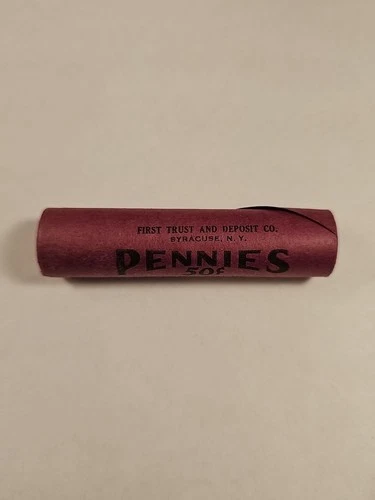 FIRST TRUST AND DEPOSIT CO.
SYRACUSE, N. Y.
PENNIES
50¢